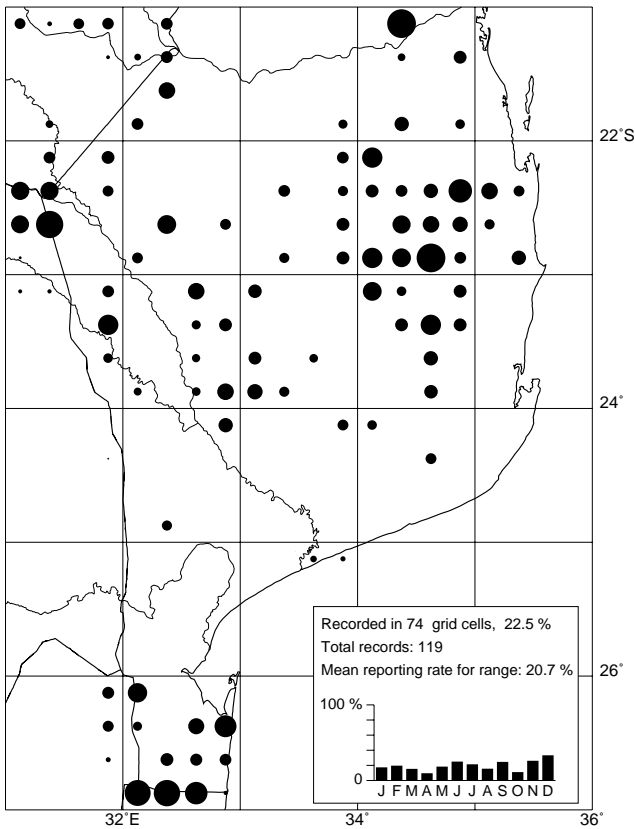 22°S
24°
Recorded in 74 grid cells, 22.5 %
Total records: 119
Mean reporting rate for range: 20.7 %
26°
100 %
0
J F M A M J J A S O N D
32°E
34°
36°